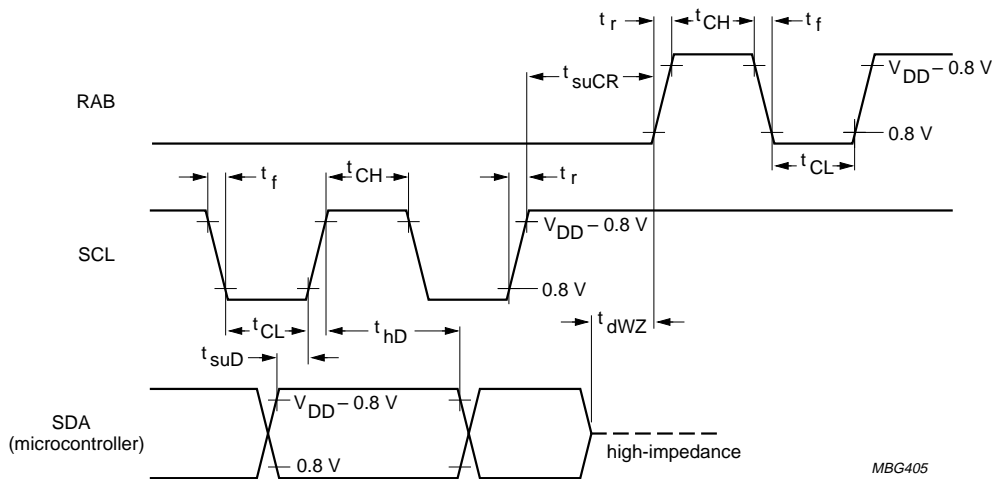 t r
t CH
t f
t suCR
V DD – 0.8 V
RAB
0.8 V
t CL
t f
t CH
t r
V DD – 0.8 V
SCL
0.8 V
t CL
t hD
t dWZ
t suD
V DD – 0.8 V
SDA
(microcontroller)
high-impedance
0.8 V
MBG405